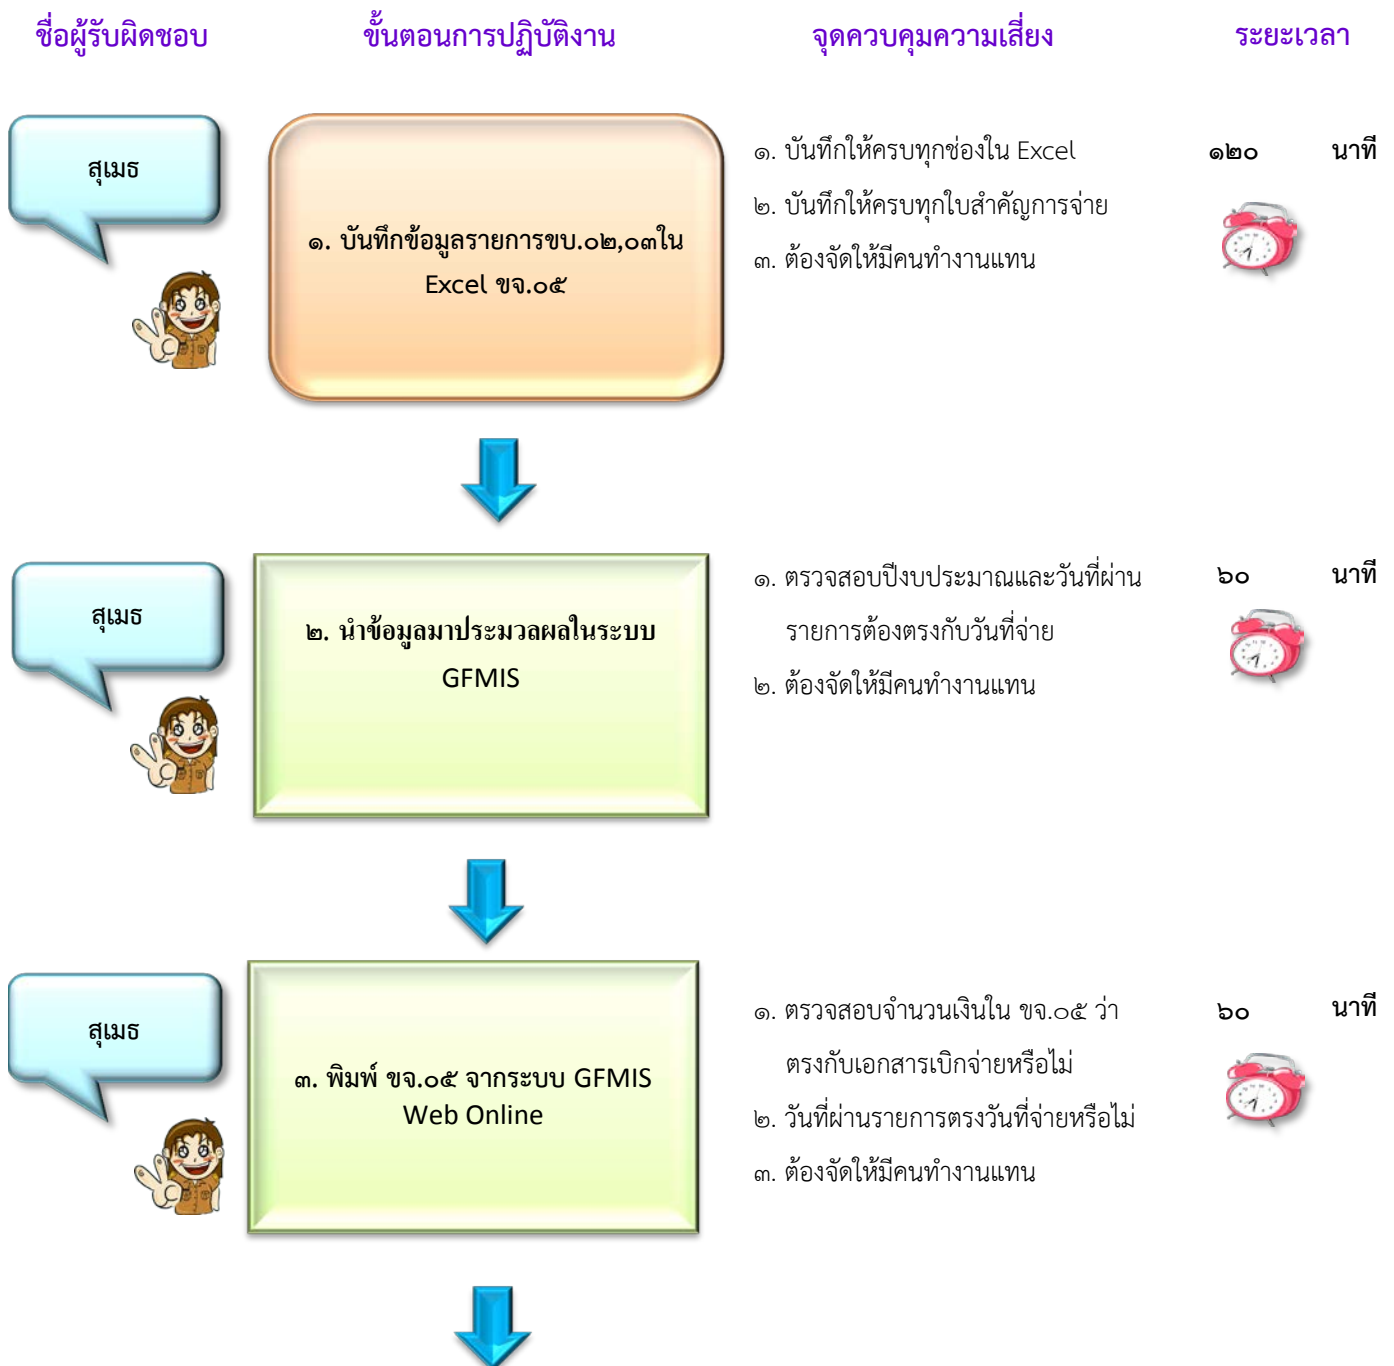 ชื่อผู้รับผิดชอบ ขั้นตอนการปฏิบัติงาน จุดควบคุมความเสี่ยง ระยะเวลา
สุเมธ
๑. บันทึกข้อมูลรายการขบ.๐๒,๐๓ใน
Excel ขจ.๐๕
๑. บันทึกให้ครบทุกช่องใน Excel
๒. บันทึกให้ครบทุกใบสำคัญการจ่าย
๓. ต้องจัดให้มีคนทำงานแทน
๑๒๐ นาที
สุเมธ
๒. นำข้อมูลมาประมวลผลในระบบ
GFMIS
๑. ตรวจสอบปีงบประมาณและวันที่ผ่าน
รายการต้องตรงกับวันที่จ่าย
๒. ต้องจัดให้มีคนทำงานแทน
๖๐ นาที
สุเมธ
๓. พิมพ์ ขจ.๐๕ จากระบบ GFMIS
Web Online
๑. ตรวจสอบจำนวนเงินใน ขจ.๐๕ ว่า
ตรงกับเอกสารเบิกจ่ายหรือไม่
๒. วันที่ผ่านรายการตรงวันที่จ่ายหรือไม่
๓. ต้องจัดให้มีคนทำงานแทน
๖๐ นาที